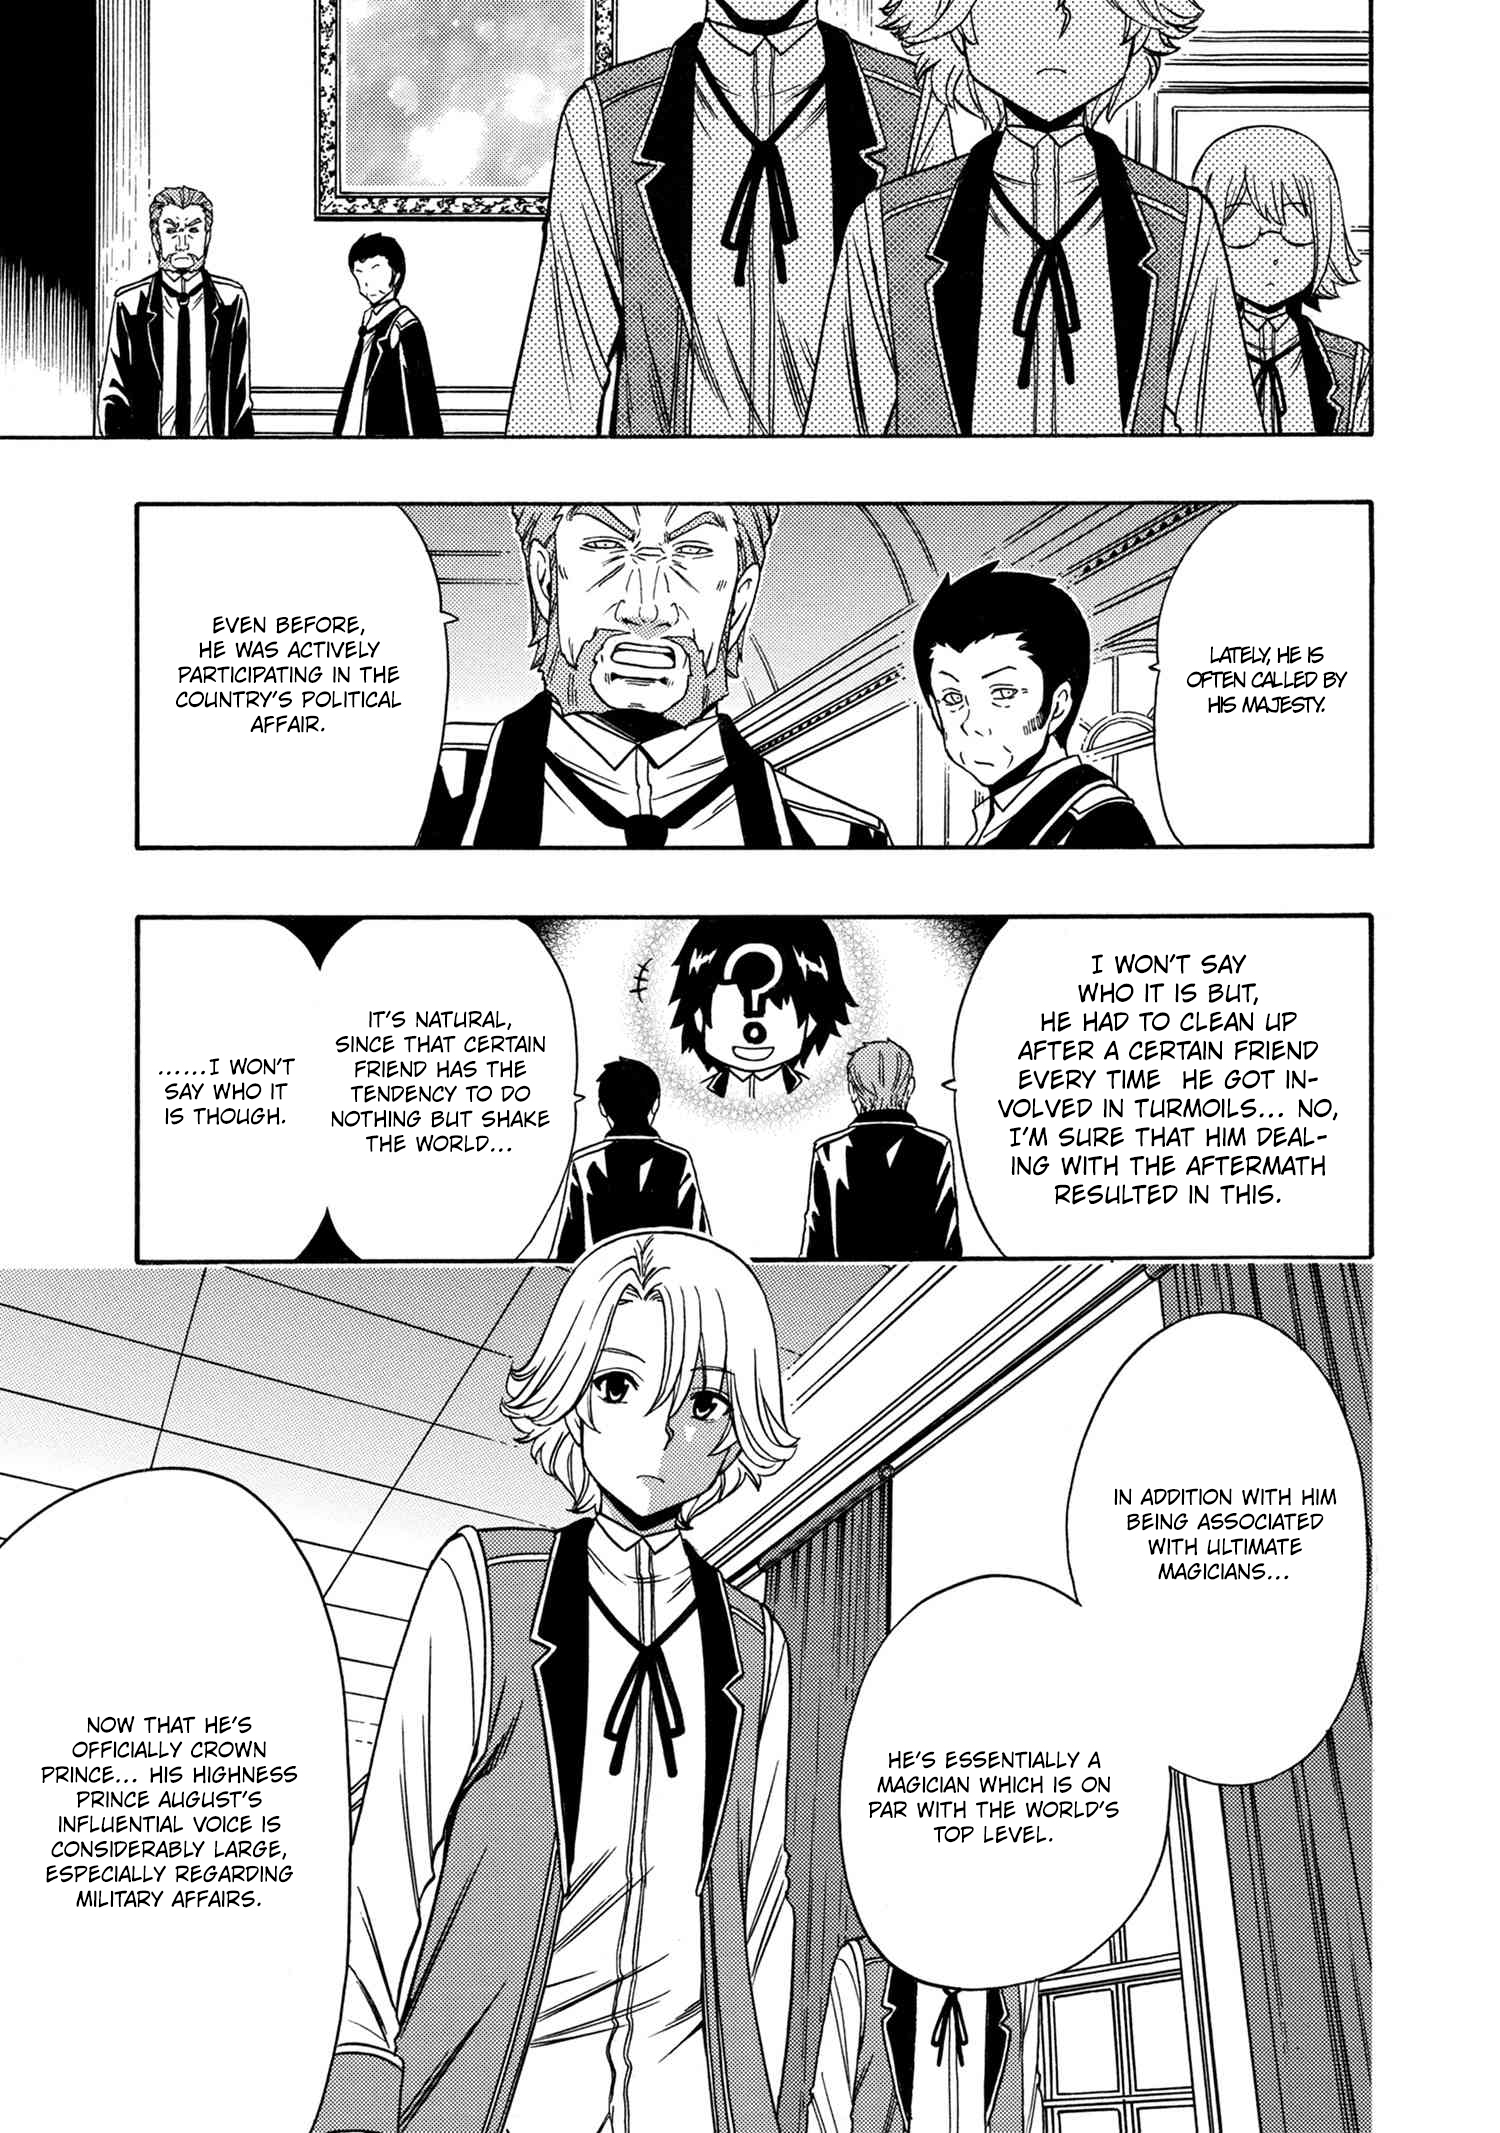 LATELY, HE IS
OFTEN CALLED BY
HIS MAJESTY.
EVEN BEFORE,
HE WAS ACTIVELY
PARTICIPATING IN THE
COUNTRY'S POLITICAL
AFFAIR.
I WON'T SAY
WHO IT IS BUT,
HE HAD TO CLEAN UP
AFTER A CERTAIN FRIEND
EVERY TIME HE GOT IN-
VOLVED IN TURMOILS... NO,
I'M SURE THAT HIM DEAL-
ING WITH THE AFTERMATH
RESULTED IN THIS.
?
IT'S NATURAL,
SINCE THAT CERTAIN
FRIEND HAS THE
TENDENCY TO DO
NOTHING BUT SHAKE
THE WORLD...
......I WON'T
SAY WHO IT
IS THOUGH.
IN ADDITION WITH HIM
BEING ASSOCIATED
WITH ULTIMATE
MAGICIANS...
HE'S ESSENTIALLY A
MAGICIAN WHICH IS ON
PAR WITH THE WORLD'S
TOP LEVEL.
NOW THAT HE'S
OFFICIALLY CROWN
PRINCE... HIS HIGHNESS
PRINCE AUGUST'S
INFLUENTIAL VOICE IS
CONSIDERABLY LARGE,
ESPECIALLY REGARDING
MILITARY AFFAIRS.